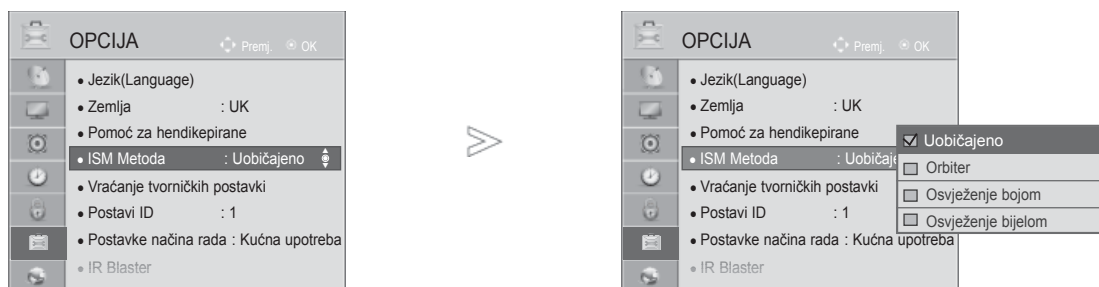 OPCIJA Premj. OK
• Jezik(Language)
• Zemlja : UK
• Pomoć za hendikepirane
• ISM Metoda : Uobičajeno
• Vraćanje tvorničkih postavki
• Postavi ID : 1
• Postavke načina rada : Kućna upotreba
• IR Blaster
OPCIJA Premj. OK
• Jezik(Language)
• Zemlja : UK
• Pomoć za hendikepirane
• ISM Metoda : Uobičaje
• Vraćanje tvorničkih postavki
• Postavi ID : 1
• Postavke načina rada : Kućna upotreba
• IR Blaster
Uobičajeno
Orbiter
Osvježenje bojom
Osvježenje bijelom